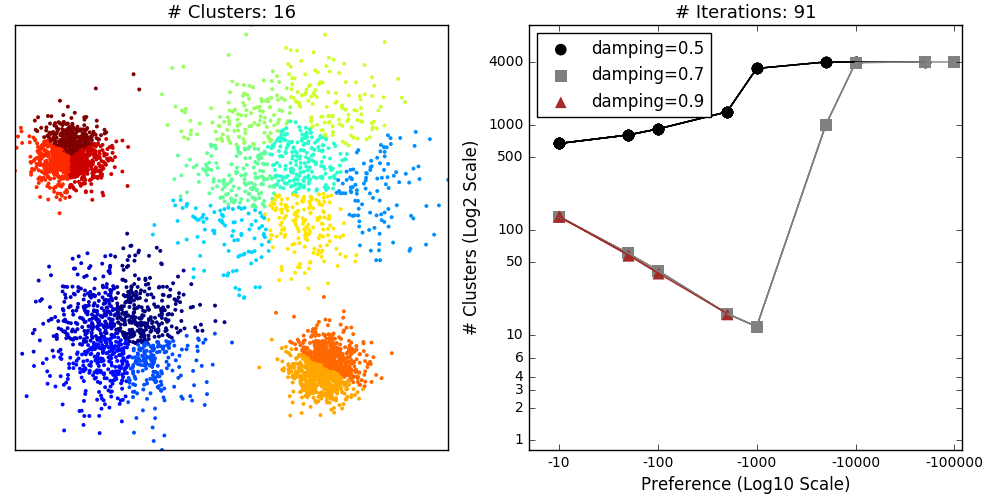 # Clusters: 16
# Iterations: 91
damping=0.5
damping=0.7
damping=0.9
# Clusters (Log2 Scale)
4000
1000
500
100
50
10
6
4
3
2
1
-10
-100
-1000
-10000
-100000
Preference (Log10 Scale)